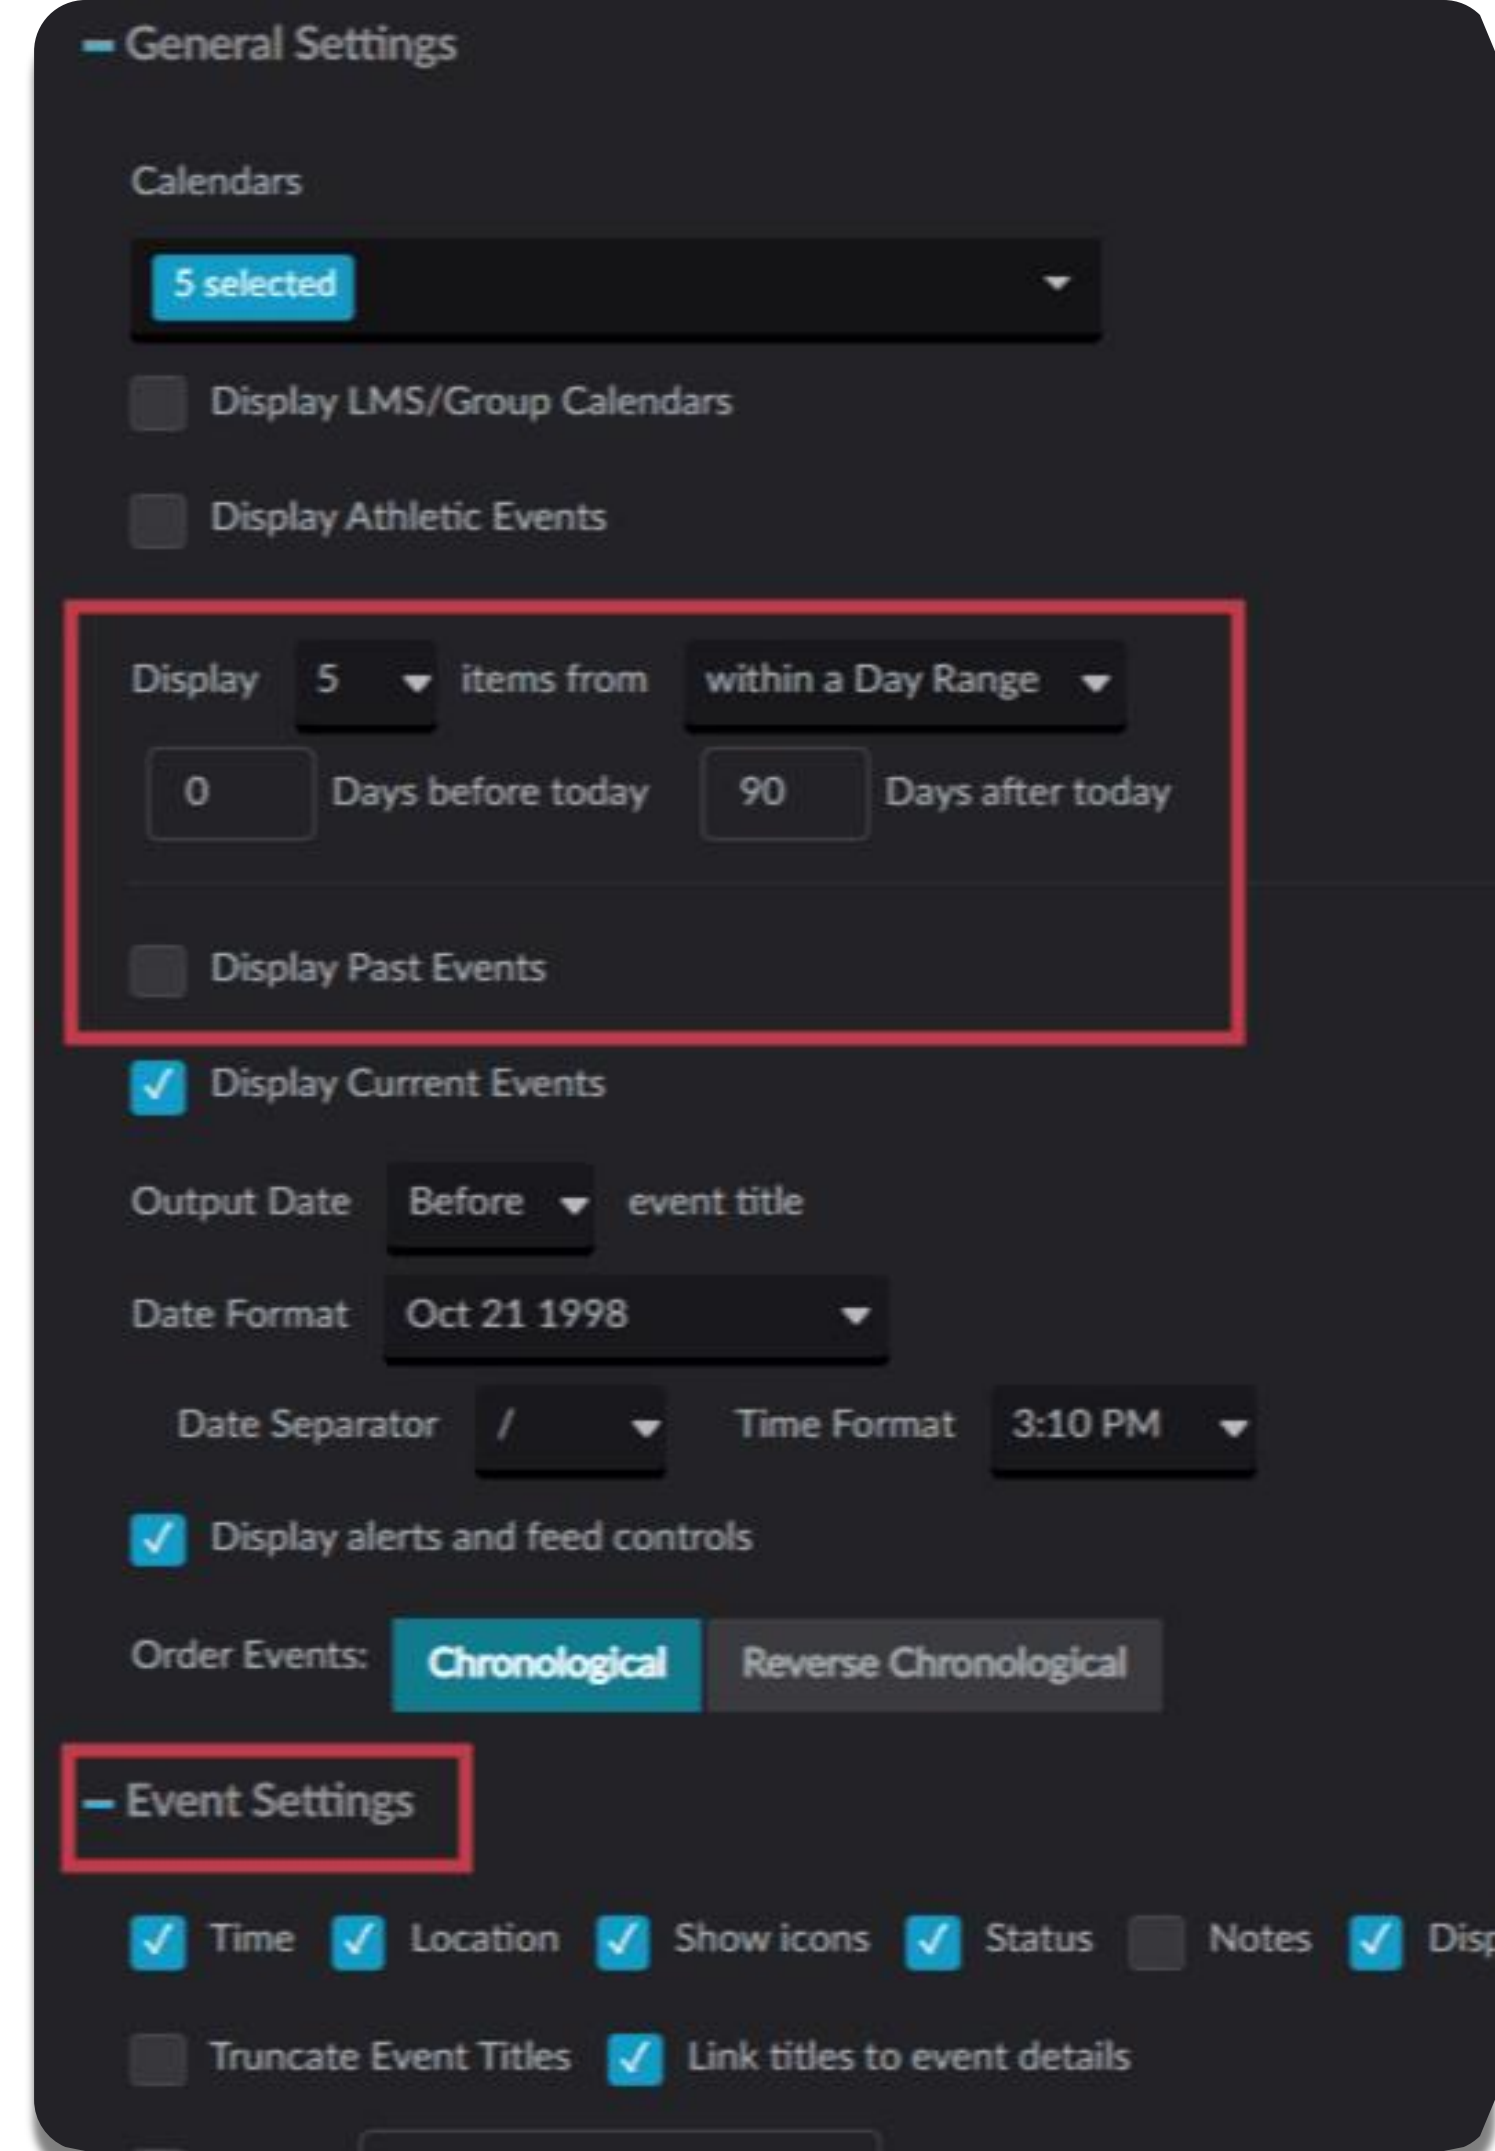 General Settings
Calendars
5 selected
Display LMS/Group Calendars
Display Athletic Events
Display 5 items from within a Day Range
0 Days before today 90 Days after today
Display Past Events
Display Current Events
Output Date Before event title
Date Format Oct 21 1998
Date Separator / Time Format 3:10 PM
Display alerts and feed controls
Order Events: Chronological Reverse Chronological
Event Settings
Time Location Show icons Status Notes
Truncate Event Titles Link titles to event details